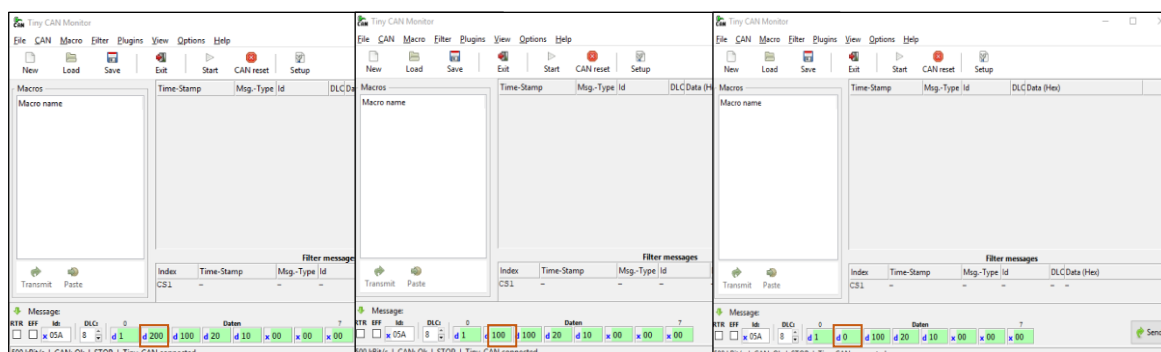 Tiny CAN Monitor
File CAN Macro Filter Plugins View Options Help
New Load Save Exit Start CAN reset Setup
Macros
Macro name
Time-Stamp Msg.-Type Id DLC Da
Filter message
Index Time-Stamp Msg.-Type Id
CS1 - -
Transmit Paste
Message:
RTR EFF Id: DLC: 0 Daten 7
x 05A 8 d 1 d 200 d 100 d 20 d 10 x 00 x 00 x 00
Tiny CAN Monitor
File CAN Macro Filter Plugins View Options Help
New Load Save Exit Start CAN reset Setup
Macros
Macro name
Time-Stamp Msg.-Type Id DLC Data (H
Filter messages
Index Time-Stamp Msg.-Type Id
CS1 - -
Transmit Paste
Message:
RTR EFF Id: DLC: 0 Daten 7
x 05A 8 d 1 d 100 d 100 d 20 d 10 x 00 x 00 x 00
Tiny CAN Monitor
File CAN Macro Filter Plugins View Options Help
New Load Save Exit Start CAN reset Setup
Macros
Macro name
Time-Stamp Msg.-Type Id DLC Data (Hex)
Filter messages
Index Time-Stamp Msg.-Type Id DLC Data (Hex)
CS1 - - - -
Transmit Paste
Message:
RTR EFF Id: DLC: 0 Daten 7
x 05A 8 d 1 d 0 d 100 d 20 d 10 x 00 x 00 x 00
Send